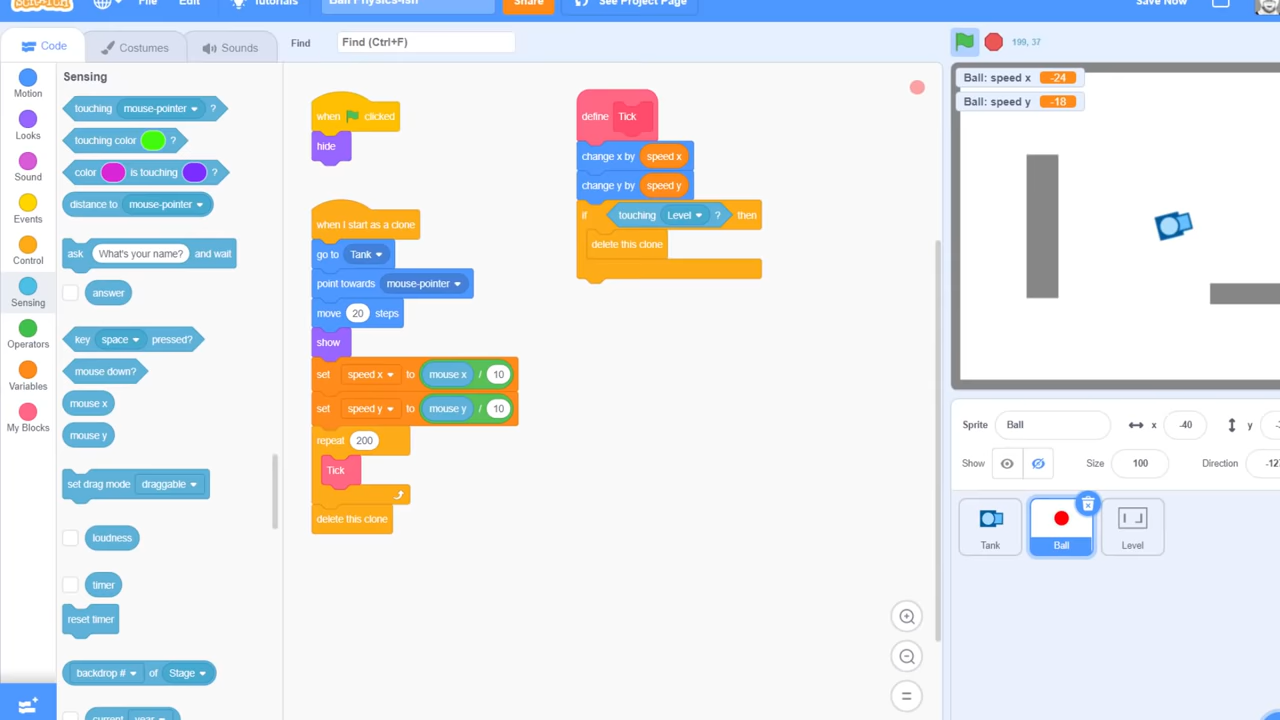 SCRATCH
File
Edit
Tutorials
Ball Physics-ish
Share
See Project Page
Save Now
Code
Costumes
Sounds
Find
Find (Ctrl+F)
199, 37
Motion
Looks
Sound
Events
Control
Sensing
Operators
Variables
My Blocks
Sensing
touching mouse-pointer ?
touching color ?
color is touching ?
distance to mouse-pointer
ask What's your name? and wait
answer
key space pressed?
mouse down?
mouse x
mouse y
set drag mode draggable
loudness
timer
reset timer
backdrop # of Stage
current year
when clicked
hide
when I start as a clone
go to Tank
point towards mouse-pointer
move 20 steps
show
set speed x to mouse x / 10
set speed y to mouse y / 10
repeat 200
Tick
delete this clone
define Tick
change x by speed x
change y by speed y
if touching Level ? then
delete this clone
Ball: speed x -24
Ball: speed y -18
Sprite Ball x -40 y
Show Size 100 Direction
Tank
Ball
Level